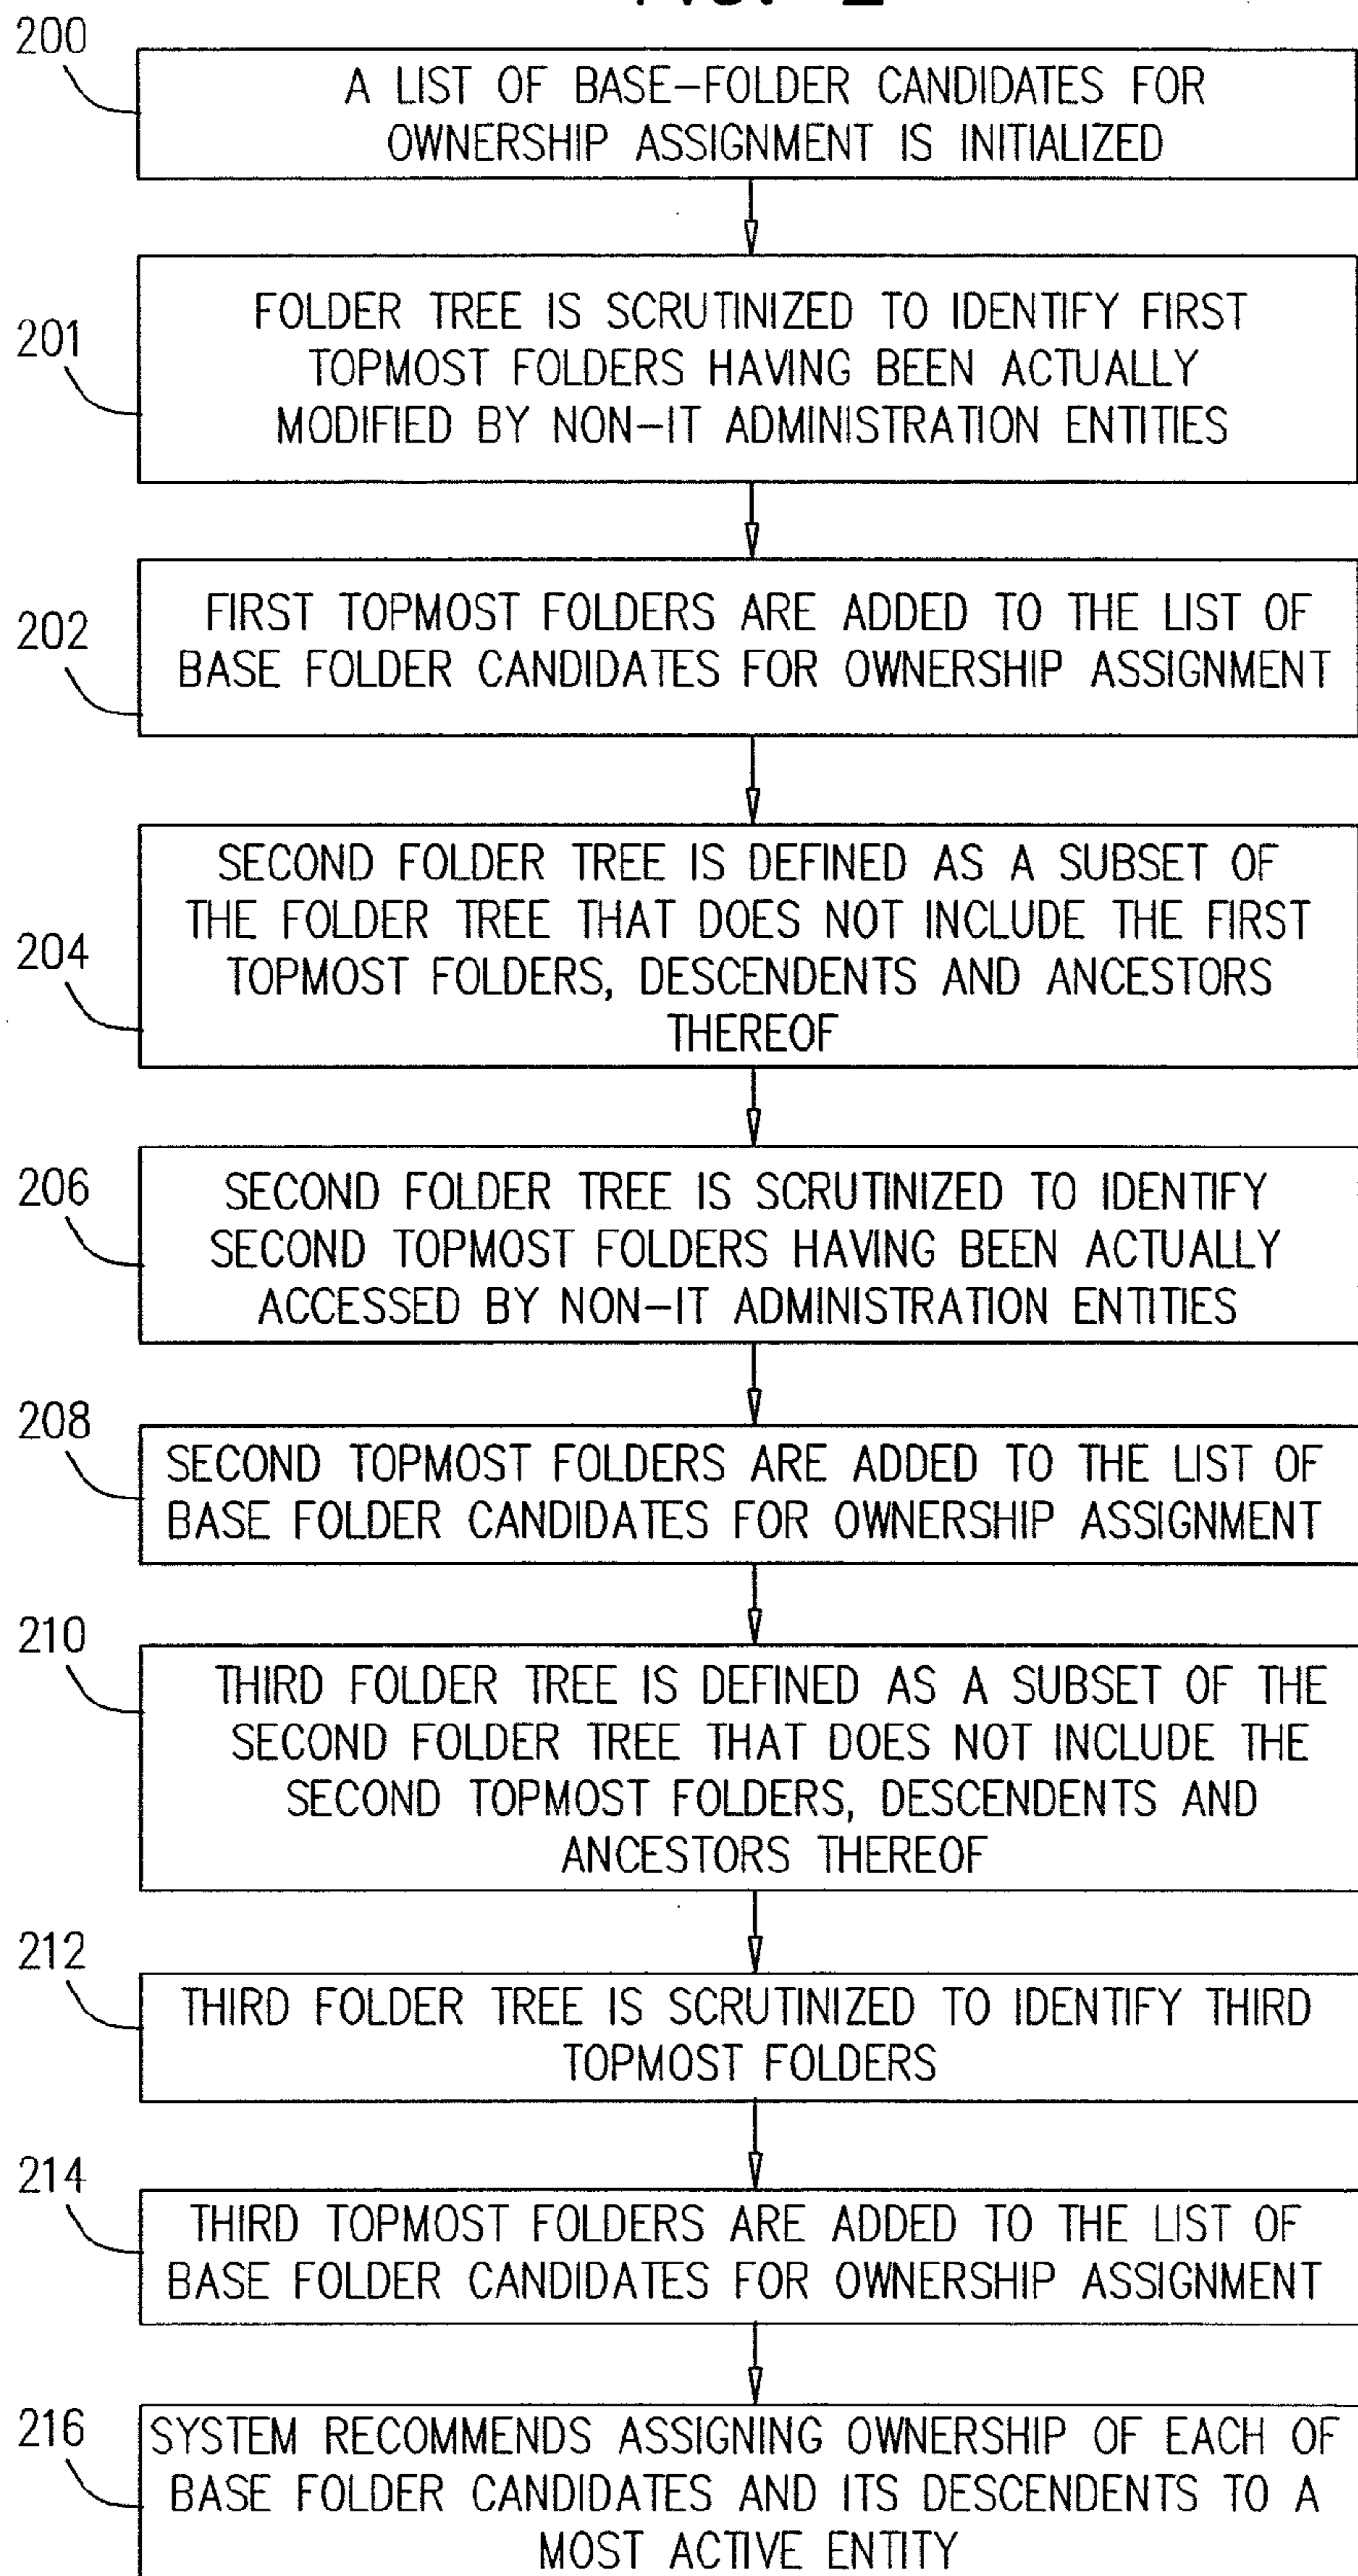 200
A LIST OF BASE-FOLDER CANDIDATES FOR
OWNERSHIP ASSIGNMENT IS INITIALIZED
201
FOLDER TREE IS SCRUTINIZED TO IDENTIFY FIRST
TOPMOST FOLDERS HAVING BEEN ACTUALLY
MODIFIED BY NON-IT ADMINISTRATION ENTITIES
202
FIRST TOPMOST FOLDERS ARE ADDED TO THE LIST OF
BASE FOLDER CANDIDATES FOR OWNERSHIP ASSIGNMENT
204
SECOND FOLDER TREE IS DEFINED AS A SUBSET OF
THE FOLDER TREE THAT DOES NOT INCLUDE THE FIRST
TOPMOST FOLDERS, DESCENDENTS AND ANCESTORS
THEREOF
206
SECOND FOLDER TREE IS SCRUTINIZED TO IDENTIFY
SECOND TOPMOST FOLDERS HAVING BEEN ACTUALLY
ACCESSED BY NON-IT ADMINISTRATION ENTITIES
208
SECOND TOPMOST FOLDERS ARE ADDED TO THE LIST OF
BASE FOLDER CANDIDATES FOR OWNERSHIP ASSIGNMENT
210
THIRD FOLDER TREE IS DEFINED AS A SUBSET OF THE
SECOND FOLDER TREE THAT DOES NOT INCLUDE THE
SECOND TOPMOST FOLDERS, DESCENDENTS AND
ANCESTORS THEREOF
212
THIRD FOLDER TREE IS SCRUTINIZED TO IDENTIFY THIRD
TOPMOST FOLDERS
214
THIRD TOPMOST FOLDERS ARE ADDED TO THE LIST OF
BASE FOLDER CANDIDATES FOR OWNERSHIP ASSIGNMENT
216
SYSTEM RECOMMENDS ASSIGNING OWNERSHIP OF EACH OF
BASE FOLDER CANDIDATES AND ITS DESCENDENTS TO A
MOST ACTIVE ENTITY